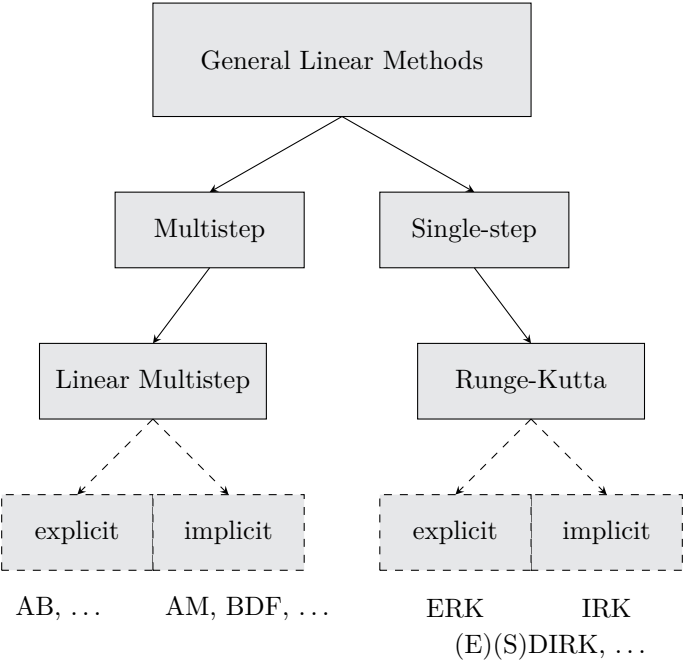 General Linear Methods
Multistep
Single-step
Linear Multistep
Runge-Kutta
explicit
implicit
explicit
implicit
AB, ...
AM, BDF, ...
ERK
IRK
(E)(S)DIRK, ...